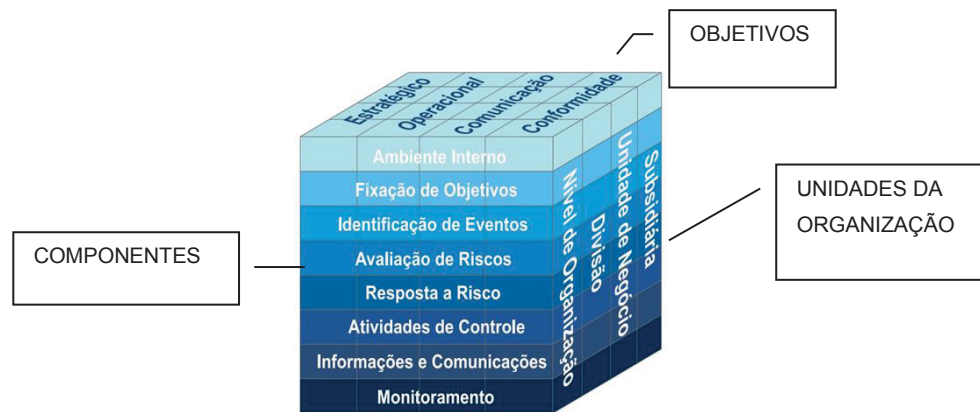 OBJETIVOS
Estratégico
Operacional
Comunicação
Conformidade
Ambiente Interno
Fixação de Objetivos
Identificação de Eventos
Avaliação de Riscos
Resposta a Risco
Atividades de Controle
Informações e Comunicações
Monitoramento
Nível de Organização
Divisão
Unidade de Negócio
Subsidiária
UNIDADES DA
ORGANIZAÇÃO
COMPONENTES